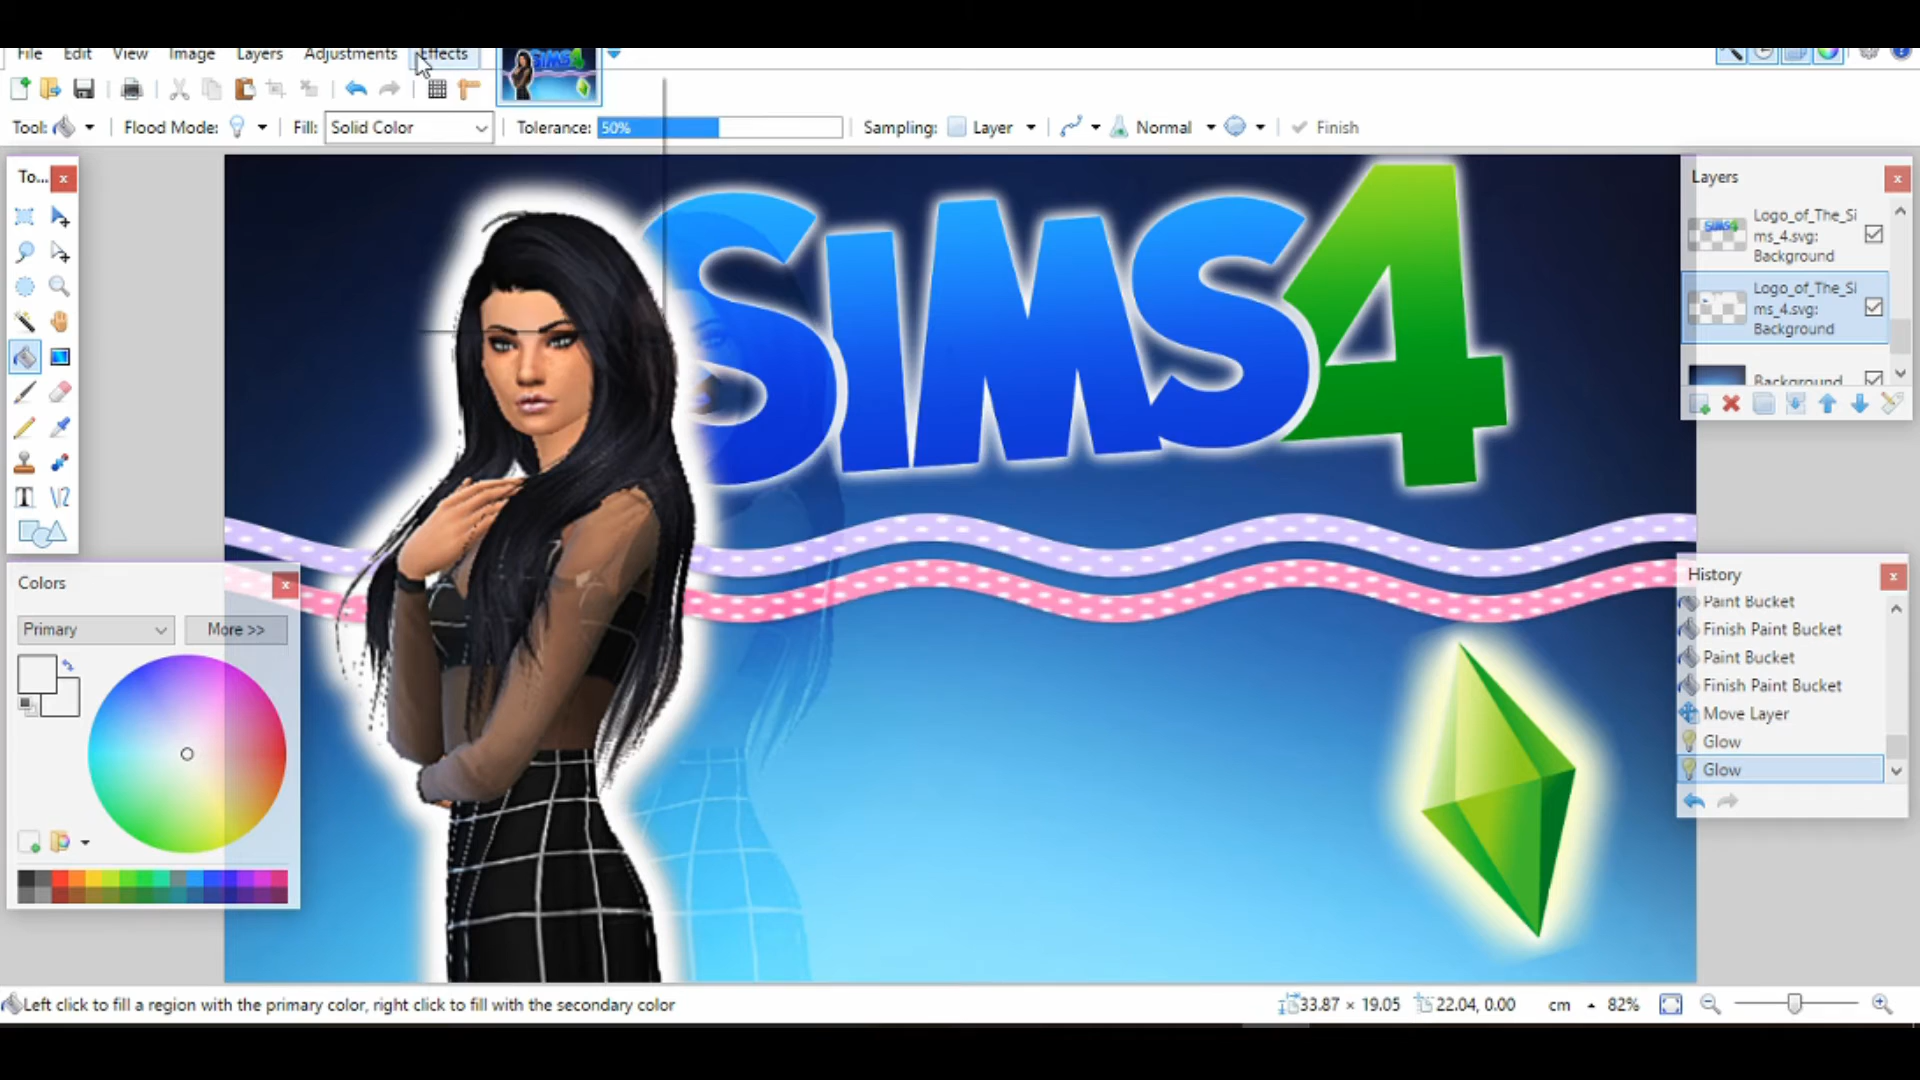 File Edit View Image Layers Adjustments Effects
Tool: Flood Mode: Fill: Solid Color Tolerance: 50% Sampling: Layer Normal Finish
To... x
Layers x
SIMS4
Logo_of_The_Si
ms_4.svg:
Background
Logo_of_The_Si
ms_4.svg:
Background
Background
Colors x
Primary More >>
History x
Paint Bucket
Finish Paint Bucket
Paint Bucket
Finish Paint Bucket
Move Layer
Glow
Glow
Left click to fill a region with the primary color, right click to fill with the secondary color
33.87 × 19.05 22.04, 0.00 cm 82%